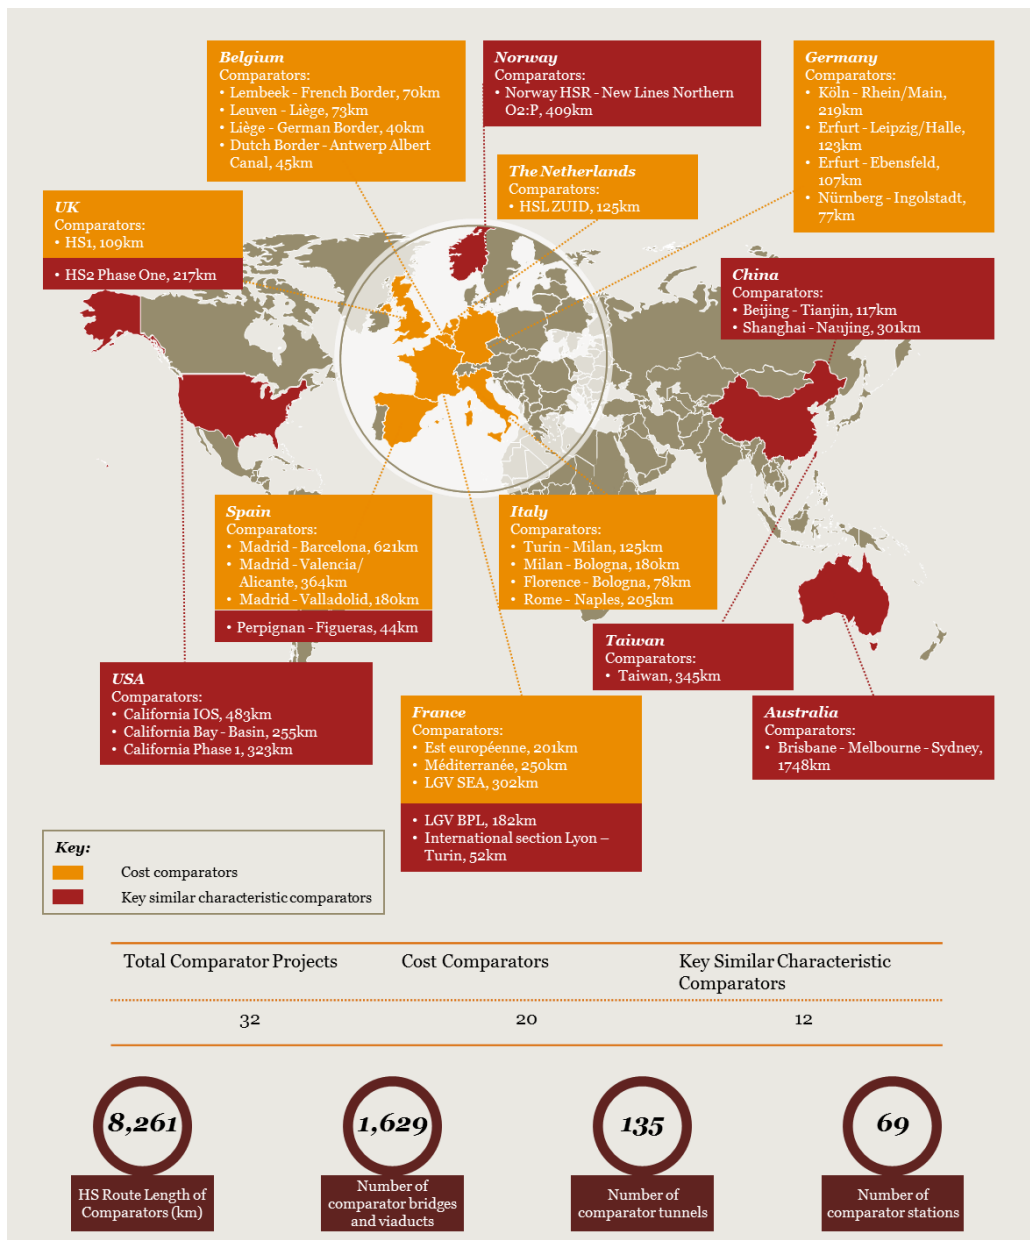 Belgium
Comparators:
• Lembeek - French Border, 70km
• Leuven - Liège, 73km
• Liège - German Border, 40km
• Dutch Border - Antwerp Albert
Canal, 45km
Norway
Comparators:
• Norway HSR - New Lines Northern
O2:P, 409km
Germany
Comparators:
• Köln - Rhein/Main,
219km
• Erfurt - Leipzig/Halle,
123km
• Erfurt - Ebensfeld,
107km
• Nürnberg - Ingolstadt,
77km
The Netherlands
Comparators:
• HSL ZUID, 125km
UK
Comparators:
• HS1, 109km
• HS2 Phase One, 217km
China
Comparators:
• Beijing - Tianjin, 117km
• Shanghai - Nanjing, 301km
Spain
Comparators:
• Madrid - Barcelona, 621km
• Madrid - Valencia/
Alicante, 364km
• Madrid - Valladolid, 180km
• Perpignan - Figueras, 44km
Italy
Comparators:
• Turin - Milan, 125km
• Milan - Bologna, 180km
• Florence - Bologna, 78km
• Rome - Naples, 205km
Taiwan
Comparators:
• Taiwan, 345km
USA
Comparators:
• California IOS, 483km
• California Bay - Basin, 255km
• California Phase 1, 323km
France
Comparators:
• Est européenne, 201km
• Méditerranée, 250km
• LGV SEA, 302km
• LGV BPL, 182km
• International section Lyon –
Turin, 52km
Australia
Comparators:
• Brisbane - Melbourne - Sydney,
1748km
Key:
Cost comparators
Key similar characteristic comparators
Total Comparator Projects
Cost Comparators
Key Similar Characteristic
Comparators
32
20
12
8,261
HS Route Length of
Comparators (km)
1,629
Number of
comparator bridges
and viaducts
135
Number of
comparator tunnels
69
Number of
comparator stations